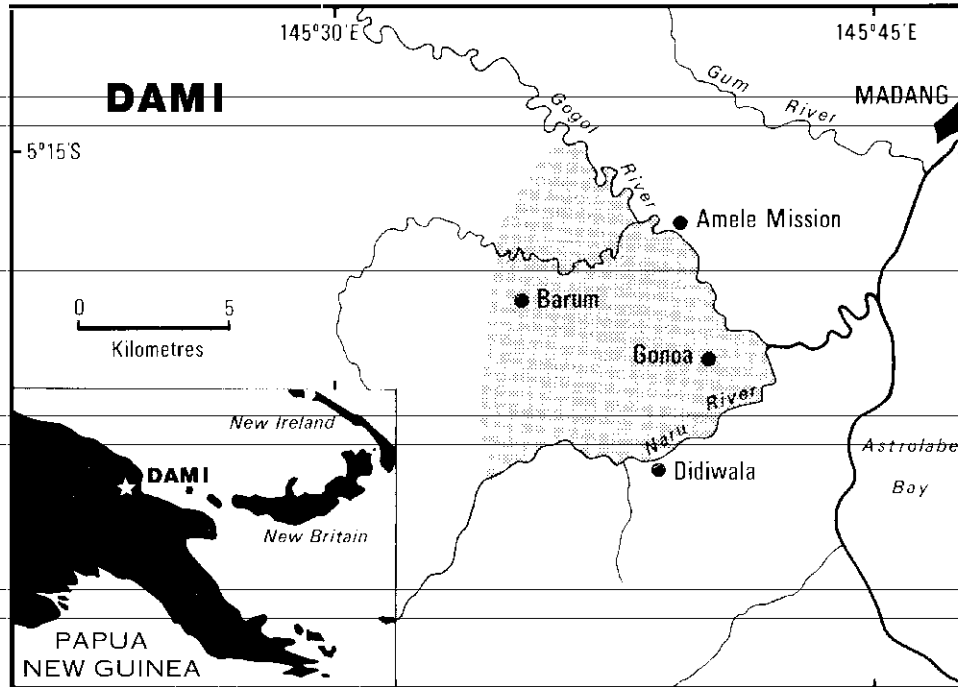 145°30'E
145°45'E
DAMI
Gogol River
Gum River
MADANG
5°15'S
Amele Mission
0 5
Kilometres
Barum
Gonoa
Naru River
Didiwala
Astrolabe
Bay
New Ireland
DAMI
New Britain
PAPUA
NEW GUINEA